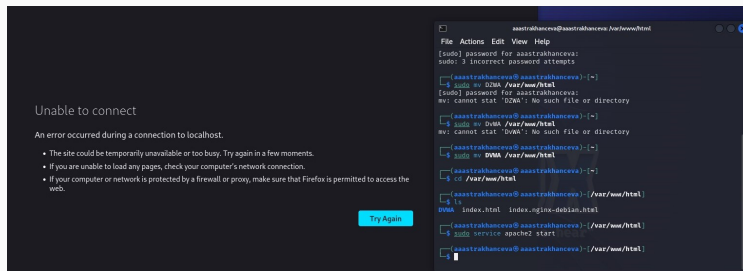 Unable to connect
An error occurred during a connection to localhost.
• The site could be temporarily unavailable or too busy. Try again in a few moments.
• If you are unable to load any pages, check your computer's network connection.
• If your computer or network is protected by a firewall or proxy, make sure that Firefox is permitted to access the
web.
Try Again
aaastrakhanceva@aaastrakhanceva: /var/www/html
File Actions Edit View Help
[sudo] password for aaastrakhanceva:
sudo: 3 incorrect password attempts
┌──(aaastrakhanceva㉿aaastrakhanceva)-[~]
└─$ sudo mv DZWA /var/www/html
[sudo] password for aaastrakhanceva:
mv: cannot stat 'DZWA': No such file or directory
┌──(aaastrakhanceva㉿aaastrakhanceva)-[~]
└─$ sudo mv DvWA /var/www/html
mv: cannot stat 'DvWA': No such file or directory
┌──(aaastrakhanceva㉿aaastrakhanceva)-[~]
└─$ sudo mv DVWA /var/www/html
┌──(aaastrakhanceva㉿aaastrakhanceva)-[~]
└─$ cd /var/www/html
┌──(aaastrakhanceva㉿aaastrakhanceva)-[/var/www/html]
└─$ ls
DVWA index.html index.nginx-debian.html
┌──(aaastrakhanceva㉿aaastrakhanceva)-[/var/www/html]
└─$ sudo service apache2 start
┌──(aaastrakhanceva㉿aaastrakhanceva)-[/var/www/html]
└─$